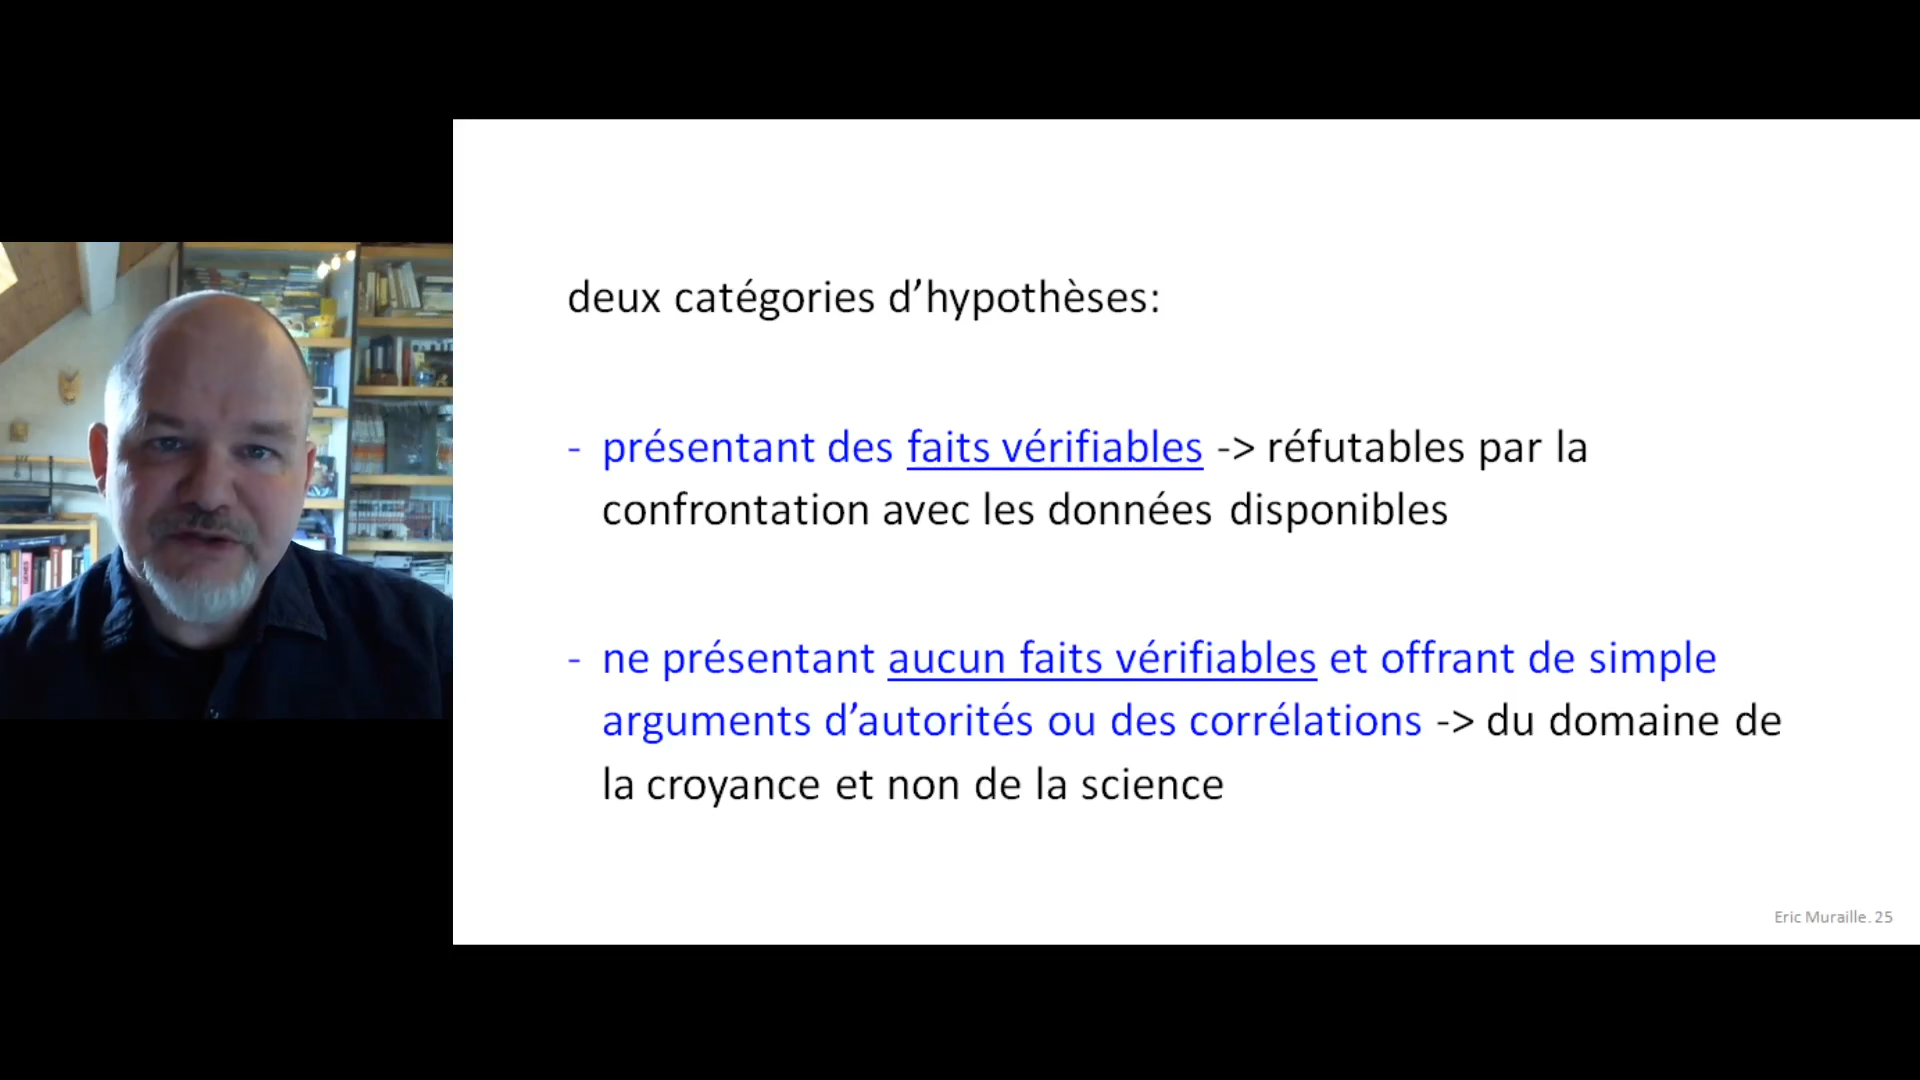 deux catégories d’hypothèses:
- présentant des faits vérifiables -> réfutables par la
confrontation avec les données disponibles
- ne présentant aucun faits vérifiables et offrant de simple
arguments d’autorités ou des corrélations -> du domaine de
la croyance et non de la science
Eric Muraille. 25